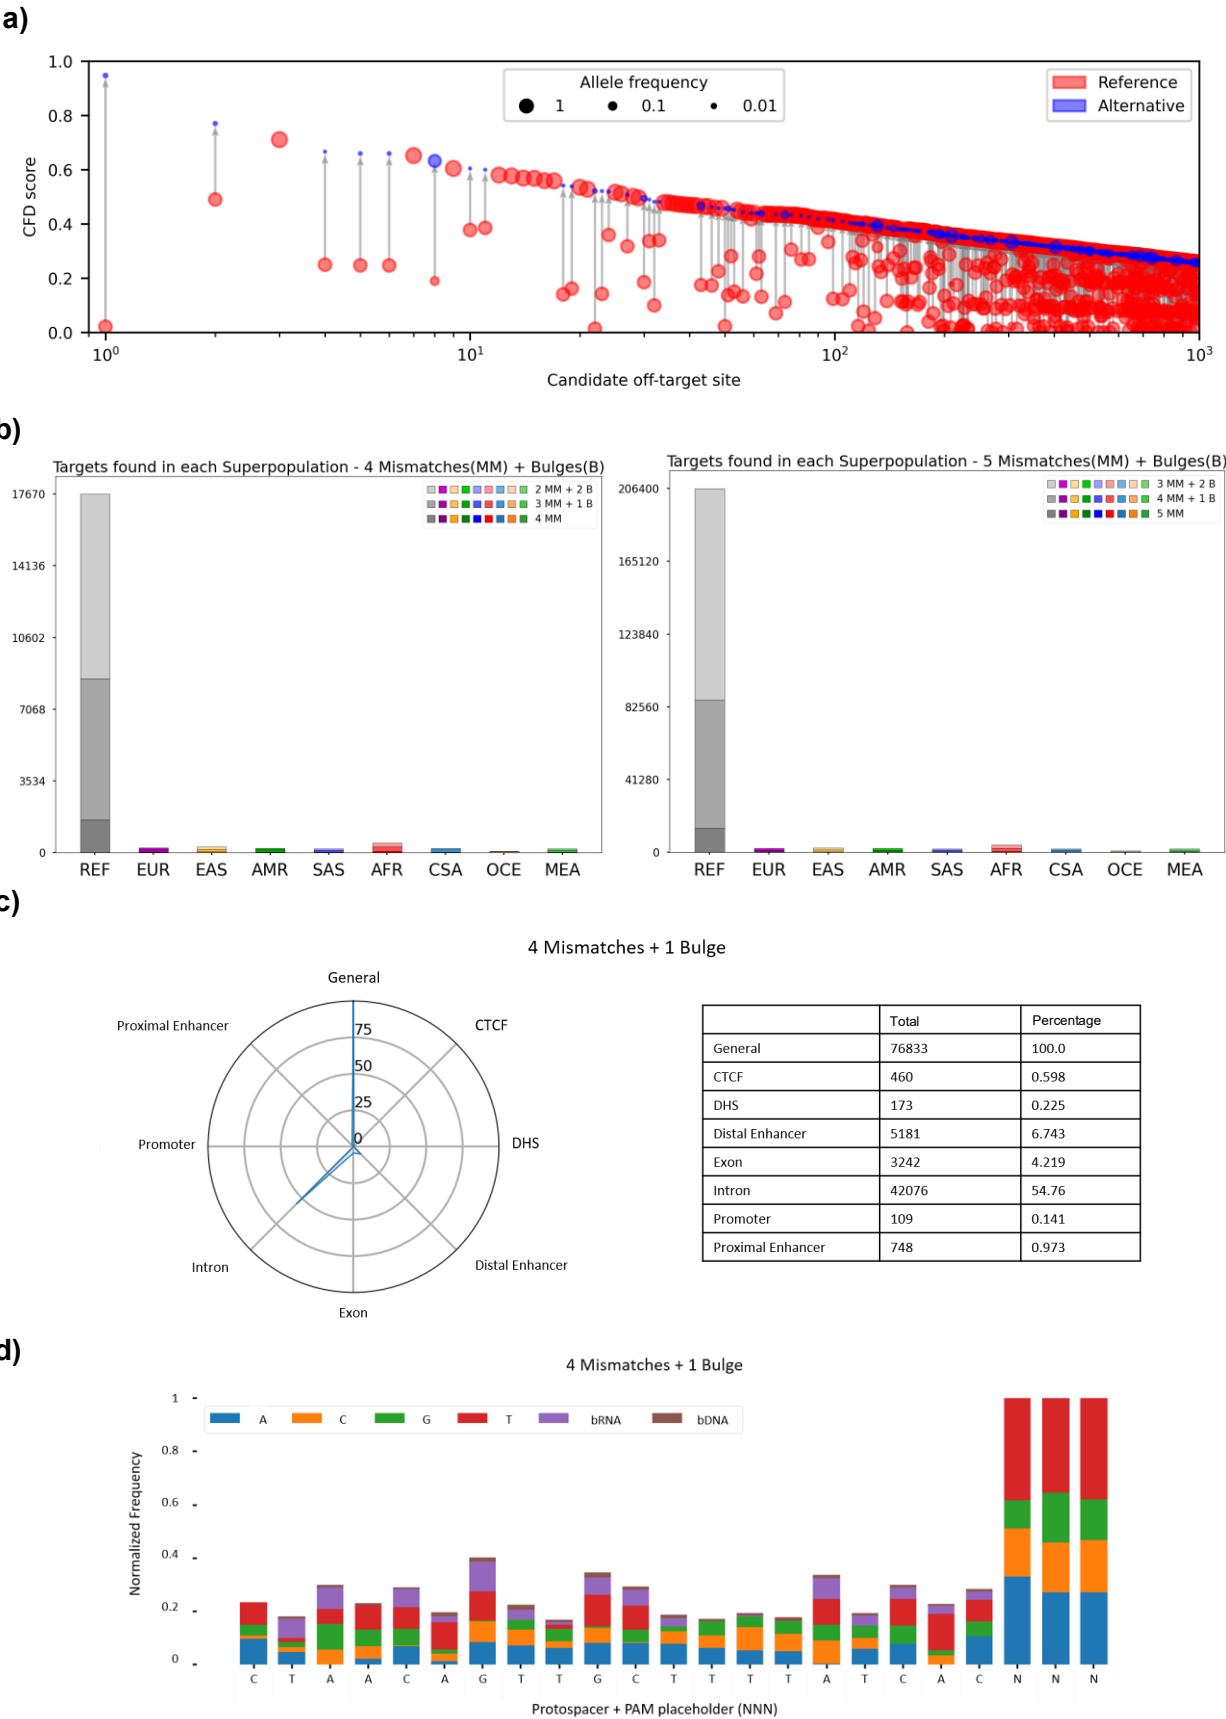 a)
1.0
0.8
0.6
0.4
0.2
0.0
CFD score
Allele frequency
1 0.1 0.01
Reference
Alternative
10⁰ 10¹ 10² 10³
Candidate off-target site
b)
Targets found in each Superpopulation - 4 Mismatches(MM) + Bulges(B)
2 MM + 2 B
3 MM + 1 B
4 MM
17670
14136
10602
7068
3534
0
REF EUR EAS AMR SAS AFR CSA OCE MEA
Targets found in each Superpopulation - 5 Mismatches(MM) + Bulges(B)
3 MM + 2 B
4 MM + 1 B
5 MM
206400
165120
123840
82560
41280
0
REF EUR EAS AMR SAS AFR CSA OCE MEA
c)
4 Mismatches + 1 Bulge
General
CTCF
DHS
Distal Enhancer
Exon
Intron
Promoter
Proximal Enhancer
75
50
25
0
Total Percentage
General 76833 100.0
CTCF 460 0.598
DHS 173 0.225
Distal Enhancer 5181 6.743
Exon 3242 4.219
Intron 42076 54.76
Promoter 109 0.141
Proximal Enhancer 748 0.973
d)
4 Mismatches + 1 Bulge
A C G T bRNA bDNA
1
0.8
0.6
0.4
0.2
0
Normalized Frequency
C T A A C A G T T G C T T T T A T C A C N N N
Protospacer + PAM placeholder (NNN)